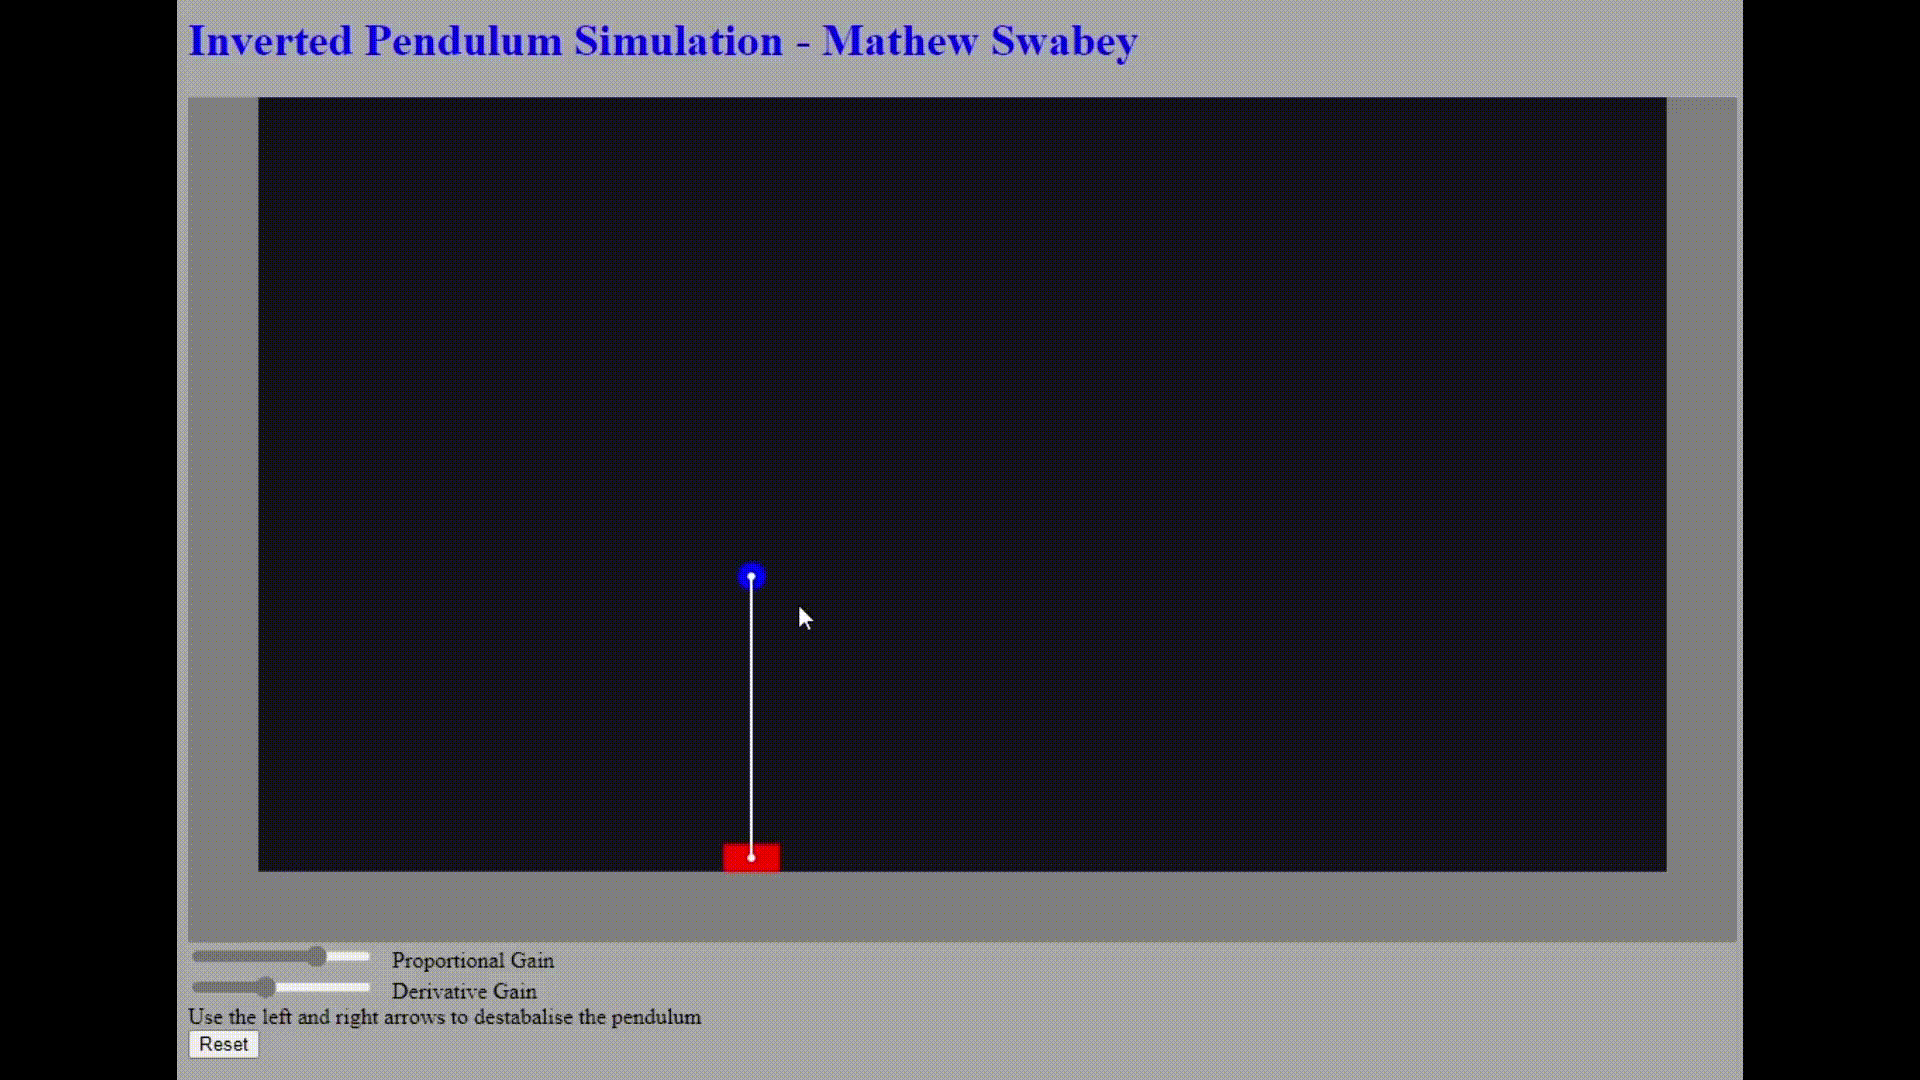 Inverted Pendulum Simulation - Mathew Swabey
Proportional Gain
Derivative Gain
Use the left and right arrows to destabalise the pendulum
Reset